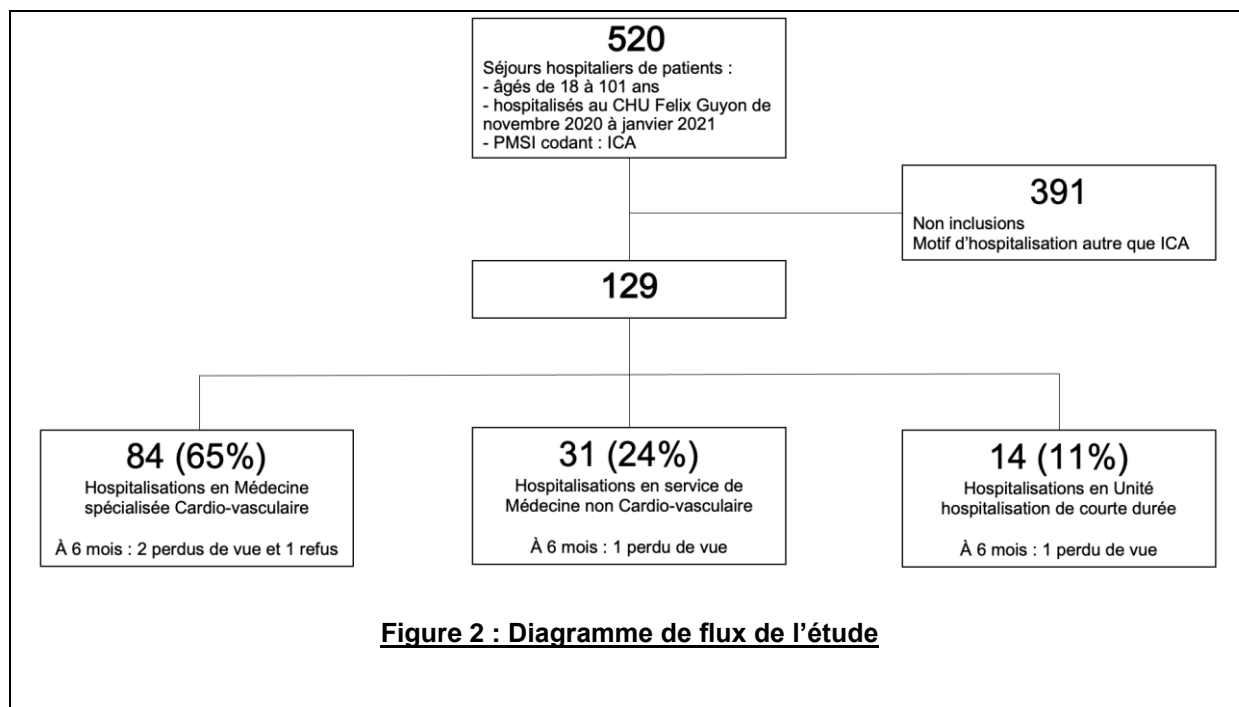 520
Séjours hospitaliers de patients :
- âgés de 18 à 101 ans
- hospitalisés au CHU Felix Guyon de
novembre 2020 à janvier 2021
- PMSI codant : ICA
391
Non inclusions
Motif d'hospitalisation autre que ICA
129
84 (65%)
Hospitalisations en Médecine
spécialisée Cardio-vasculaire
À 6 mois : 2 perdus de vue et 1 refus
31 (24%)
Hospitalisations en service de
Médecine non Cardio-vasculaire
À 6 mois : 1 perdu de vue
14 (11%)
Hospitalisations en Unité
hospitalisation de courte durée
À 6 mois : 1 perdu de vue
Figure 2 : Diagramme de flux de l'étude